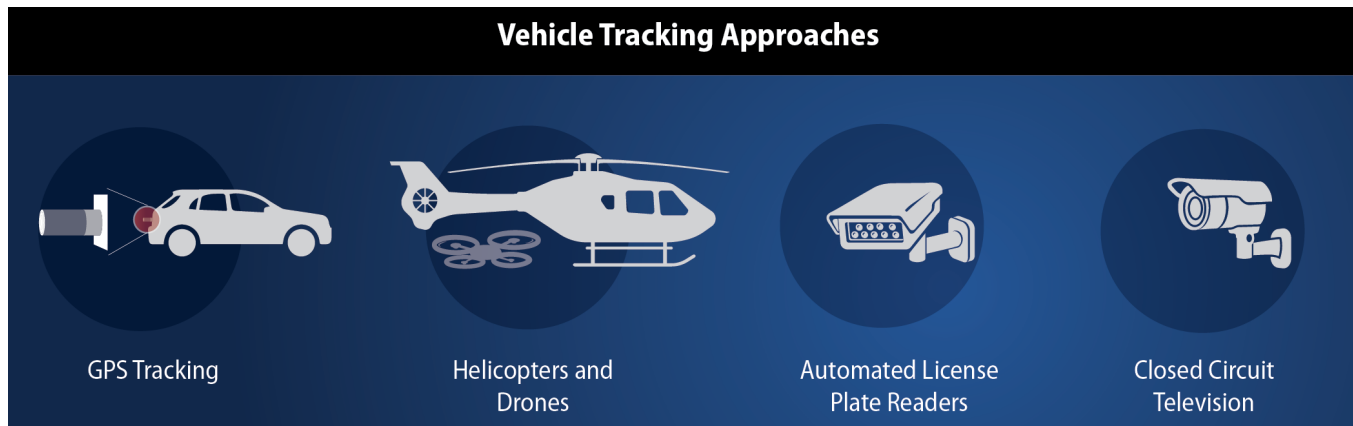 Vehicle Tracking Approaches
GPS Tracking
Helicopters and
Drones
Automated License
Plate Readers
Closed Circuit
Television